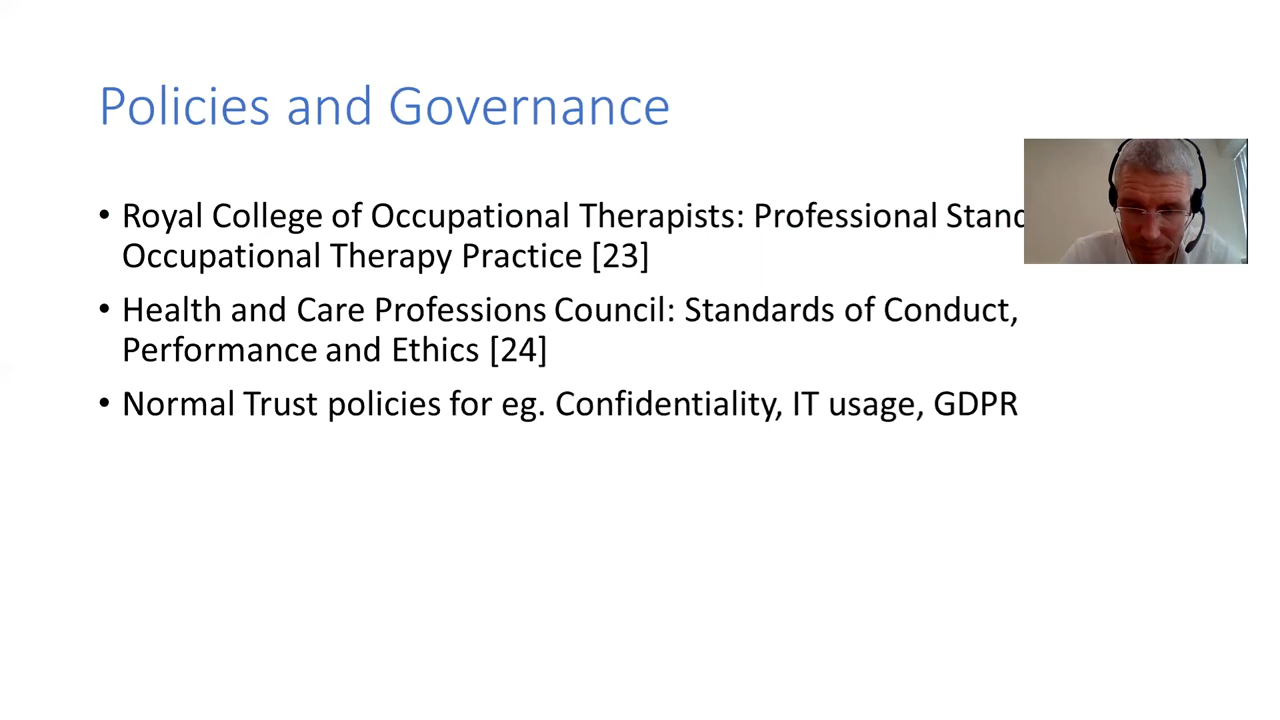 Policies and Governance
• Royal College of Occupational Therapists: Professional
Occupational Therapy Practice [23]
• Health and Care Professions Council: Standards of Conduct,
Performance and Ethics [24]
• Normal Trust policies for eg. Confidentiality, IT usage, GDPR